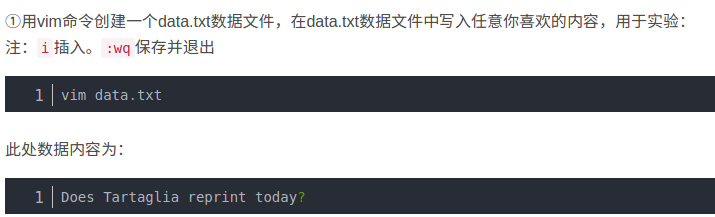 ①用vim命令创建一个data.txt数据文件，在data.txt数据文件中写入任意你喜欢的内容，用于实验：
注：i 插入。:wq 保存并退出
1 vim data.txt
此处数据内容为：
1 Does Tartaglia reprint today?